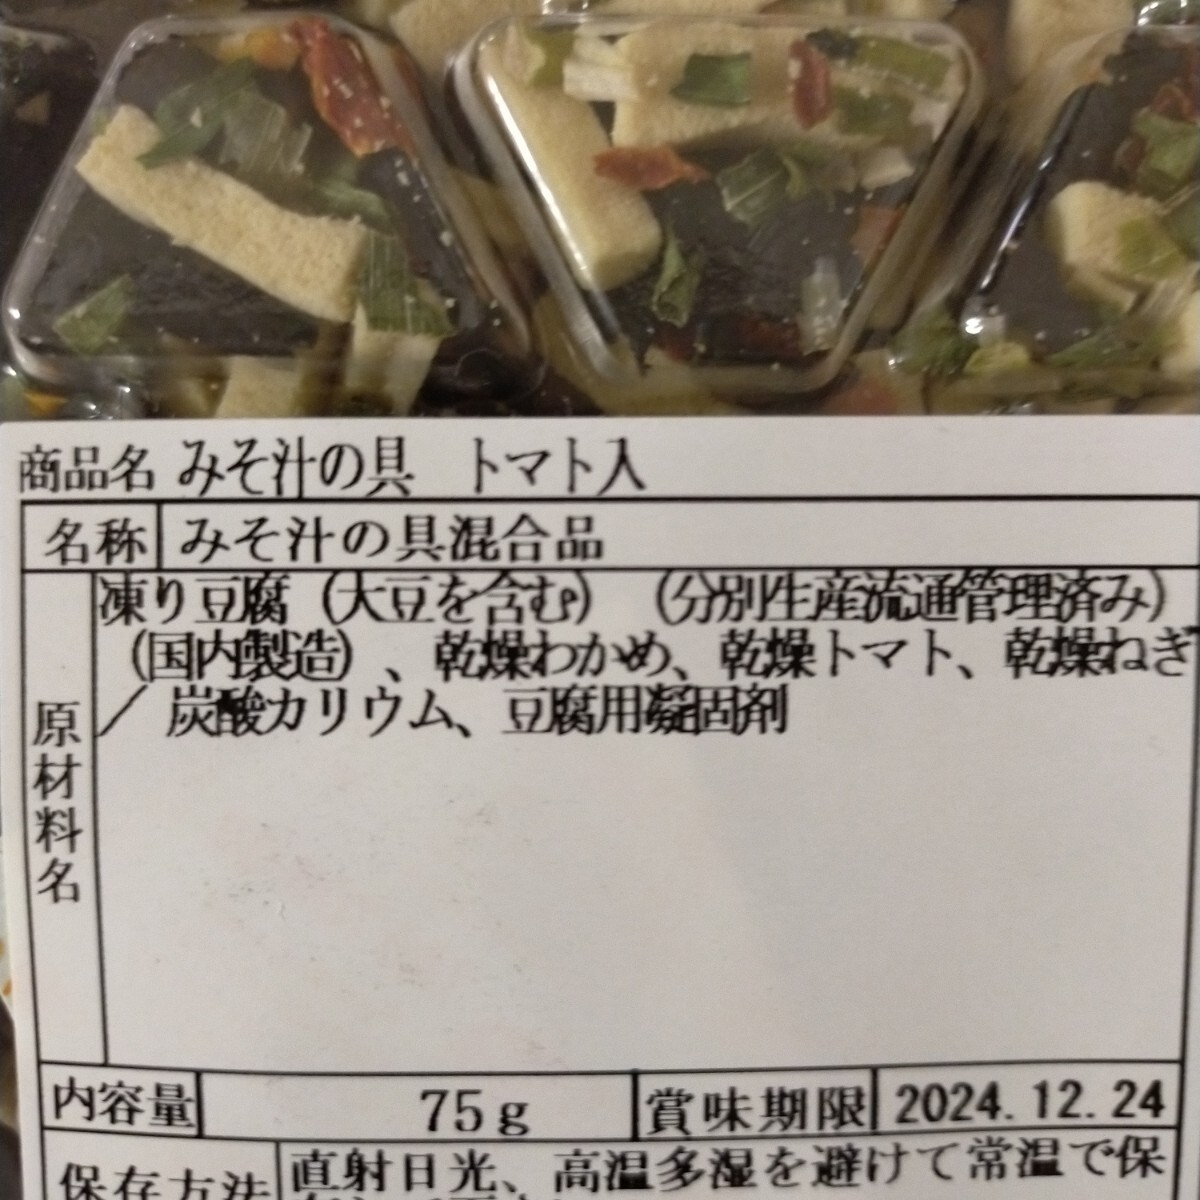 商品名 みそ汁の具 トマト入
名称 みそ汁の具混合品
原材料名
凍り豆腐（大豆を含む）（分別生産流通管理済み）
（国内製造）、乾燥わかめ、乾燥トマト、乾燥ねぎ
／炭酸カリウム、豆腐用凝固剤
内容量 75g 賞味期限 2024.12.24
保存方法 直射日光、高温多湿を避けて常温で保